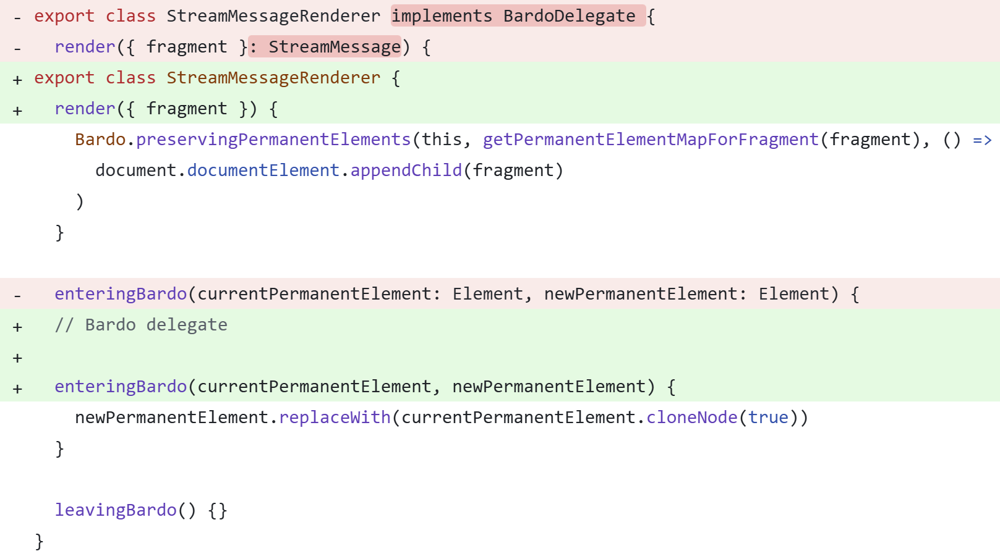 - export class StreamMessageRenderer implements BardoDelegate {
-   render({ fragment }: StreamMessage) {
+ export class StreamMessageRenderer {
+   render({ fragment }) {
    Bardo.preservingPermanentElements(this, getPermanentElementMapForFragment(fragment), () =>
      document.documentElement.appendChild(fragment)
    )
  }
-   enteringBardo(currentPermanentElement: Element, newPermanentElement: Element) {
+   // Bardo delegate
+
+   enteringBardo(currentPermanentElement, newPermanentElement) {
    newPermanentElement.replaceWith(currentPermanentElement.cloneNode(true))
  }
  leavingBardo() {}
}